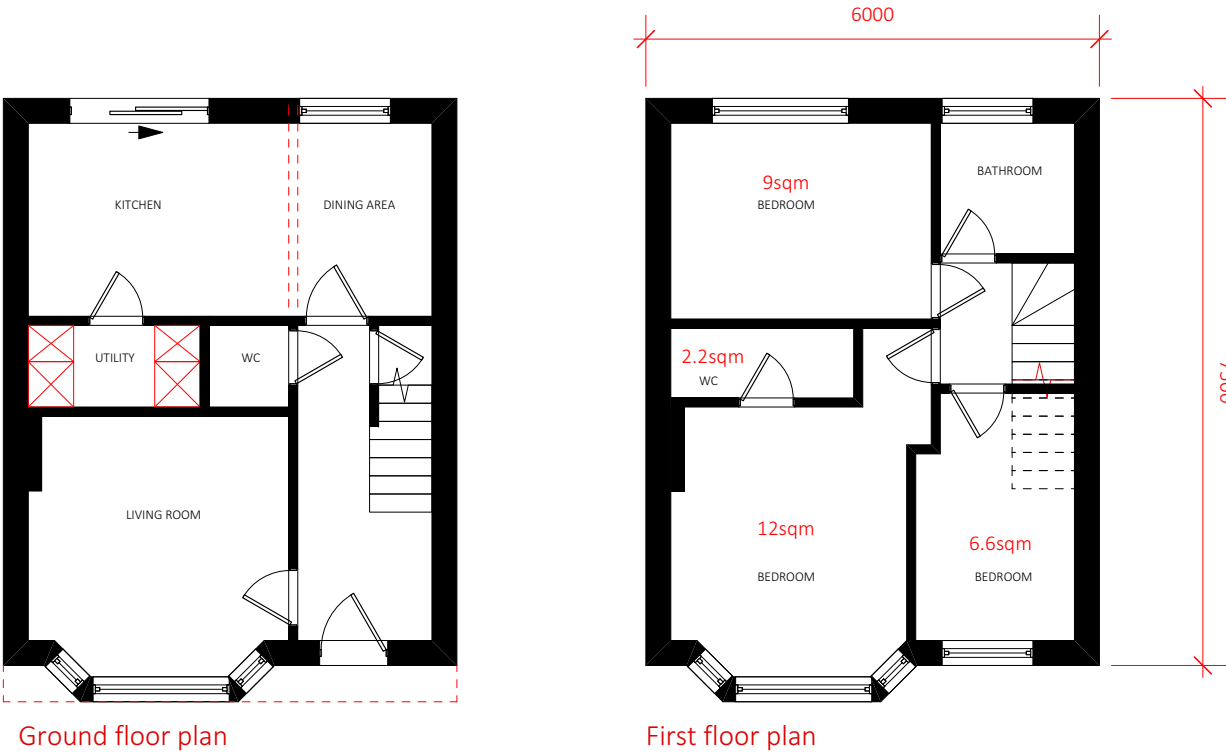 6000
KITCHEN
DINING AREA
UTILITY
WC
LIVING ROOM
Ground floor plan
9sqm
BEDROOM
BATHROOM
2.2sqm
WC
12sqm
BEDROOM
6.6sqm
BEDROOM
First floor plan